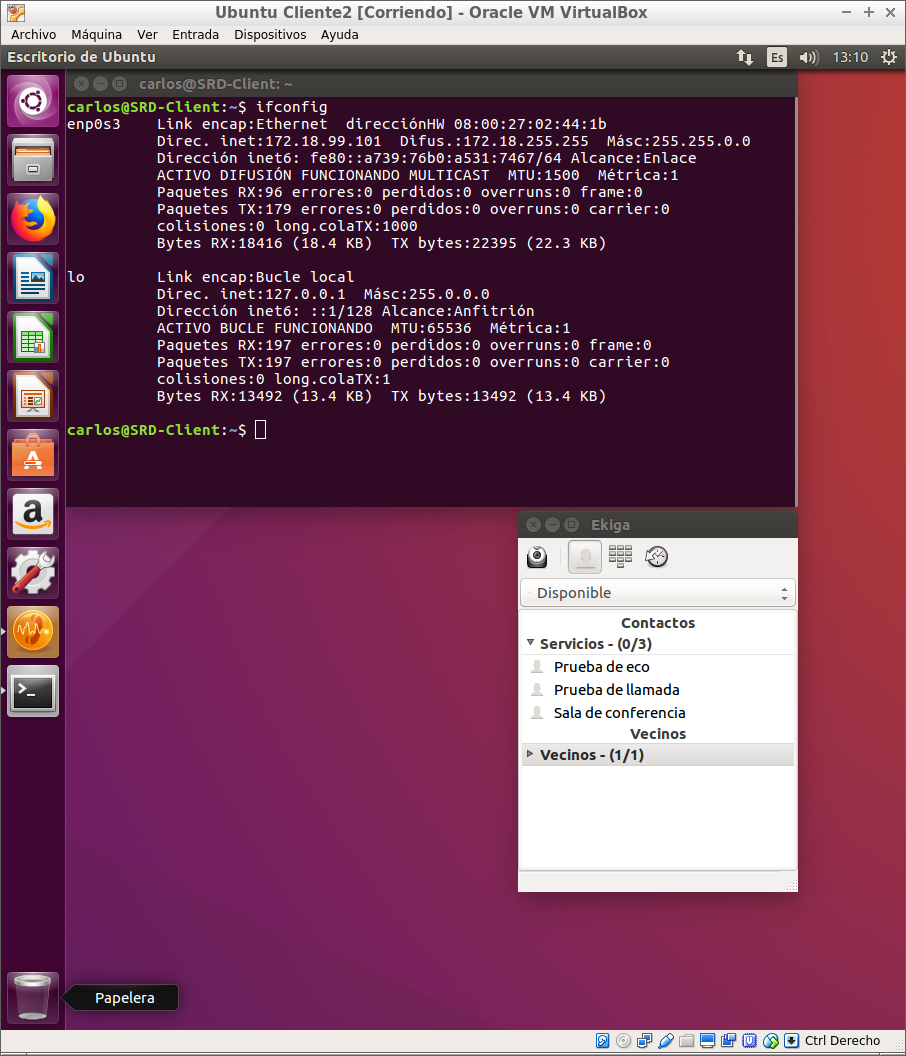 Ubuntu Cliente2 [Corriendo] - Oracle VM VirtualBox
Archivo Máquina Ver Entrada Dispositivos Ayuda
Escritorio de Ubuntu Es 13:10
carlos@SRD-Client: ~
carlos@SRD-Client:~$ ifconfig
enp0s3 Link encap:Ethernet direcciónHW 08:00:27:02:44:1b
Direc. inet:172.18.99.101 Difus.:172.18.255.255 Másc:255.255.0.0
Dirección inet6: fe80::a739:76b0:a531:7467/64 Alcance:Enlace
ACTIVO DIFUSIÓN FUNCIONANDO MULTICAST MTU:1500 Métrica:1
Paquetes RX:96 errores:0 perdidos:0 overruns:0 frame:0
Paquetes TX:179 errores:0 perdidos:0 overruns:0 carrier:0
colisiones:0 long.colaTX:1000
Bytes RX:18416 (18.4 KB) TX bytes:22395 (22.3 KB)
lo Link encap:Bucle local
Direc. inet:127.0.0.1 Másc:255.0.0.0
Dirección inet6: ::1/128 Alcance:Anfitrión
ACTIVO BUCLE FUNCIONANDO MTU:65536 Métrica:1
Paquetes RX:197 errores:0 perdidos:0 overruns:0 frame:0
Paquetes TX:197 errores:0 perdidos:0 overruns:0 carrier:0
colisiones:0 long.colaTX:1
Bytes RX:13492 (13.4 KB) TX bytes:13492 (13.4 KB)
carlos@SRD-Client:~$
Ekiga
Disponible
Contactos
Servicios - (0/3)
Prueba de eco
Prueba de llamada
Sala de conferencia
Vecinos
Vecinos - (1/1)
Papelera
Ctrl Derecho